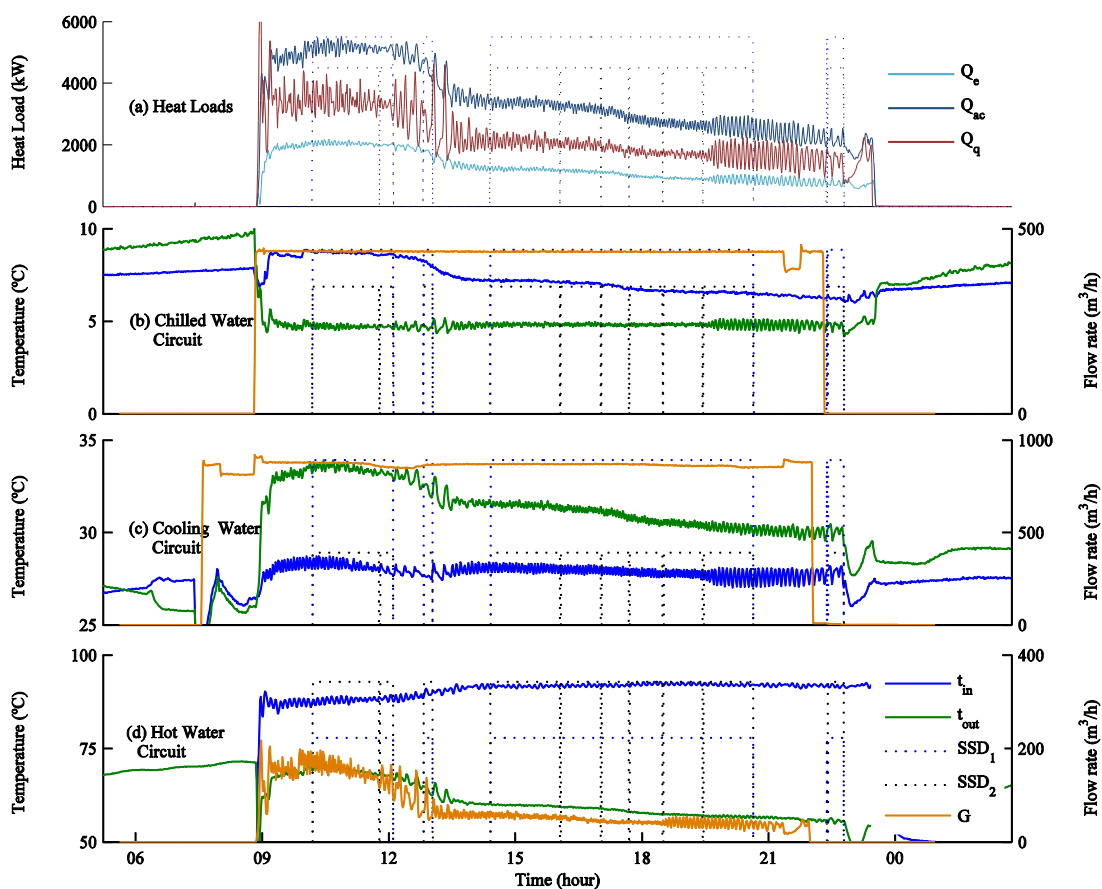 6000
4000
2000
0
Heat Load (kW)
(a) Heat Loads
Qe
Qac
Qq
10
5
0
Temperature (ºC)
(b) Chilled Water
Circuit
500
0
Flow rate (m³/h)
35
30
25
Temperature (ºC)
(c) Cooling Water
Circuit
1000
500
0
Flow rate (m³/h)
100
75
50
Temperature (ºC)
(d) Hot Water
Circuit
400
200
0
Flow rate (m³/h)
tin
tout
SSD1
SSD2
G
06 09 12 15 18 21 00
Time (hour)